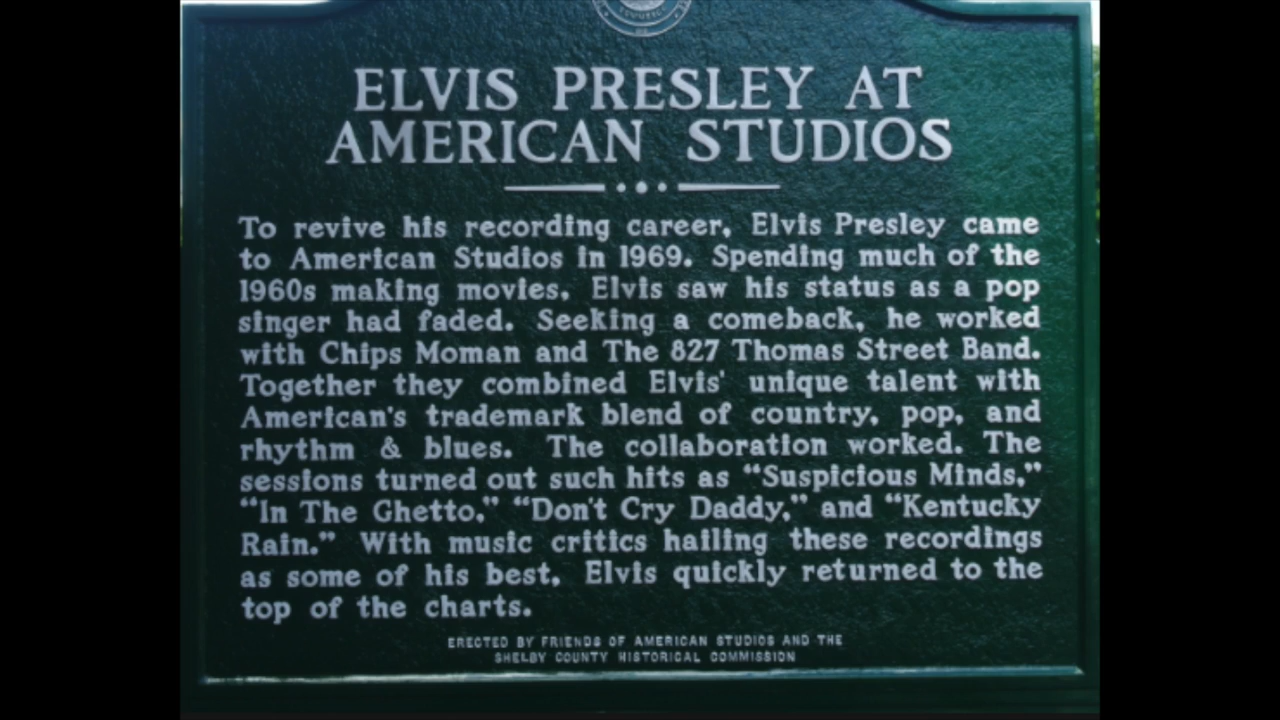 ELVIS PRESLEY AT
AMERICAN STUDIOS
To revive his recording career, Elvis Presley came
to American Studios in 1969. Spending much of the
1960s making movies, Elvis saw his status as a pop
singer had faded. Seeking a comeback, he worked
with Chips Moman and The 827 Thomas Street Band.
Together they combined Elvis' unique talent with
American's trademark blend of country, pop, and
rhythm & blues. The collaboration worked. The
sessions turned out such hits as “Suspicious Minds,”
“In The Ghetto,” “Don't Cry Daddy,” and “Kentucky
Rain.” With music critics hailing these recordings
as some of his best, Elvis quickly returned to the
top of the charts.
ERECTED BY FRIENDS OF AMERICAN STUDIOS AND THE
SHELBY COUNTY HISTORICAL COMMISSION